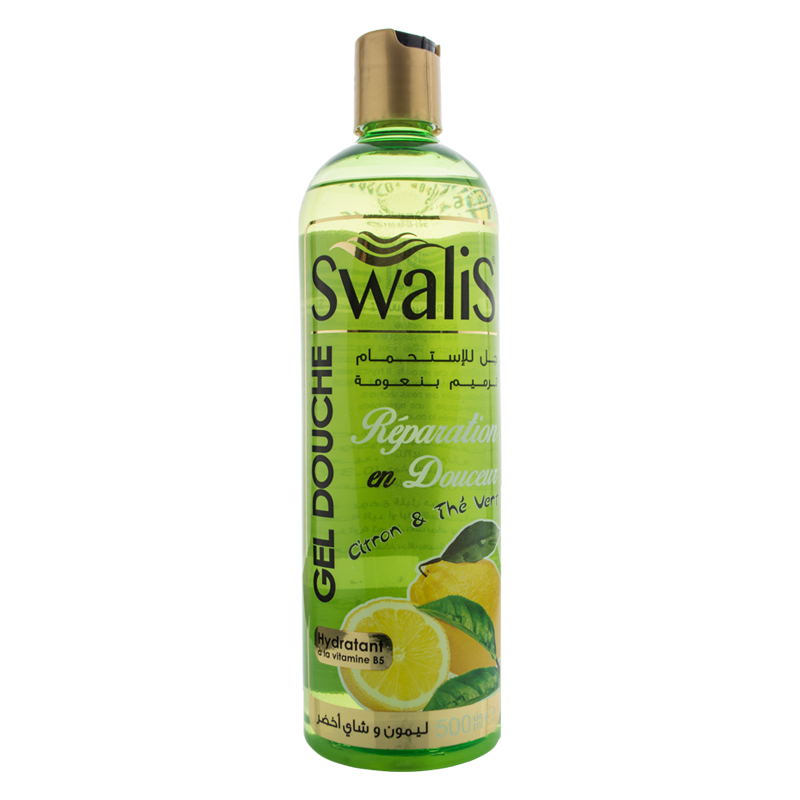 SwaliS
GEL DOUCHE
جل للإستحمام
ترميم بنعومة
Réparation
en Douceur
Citron & Thé Vert
Hydratant
à la vitamine B5
ليمون و شاي أخضر
500